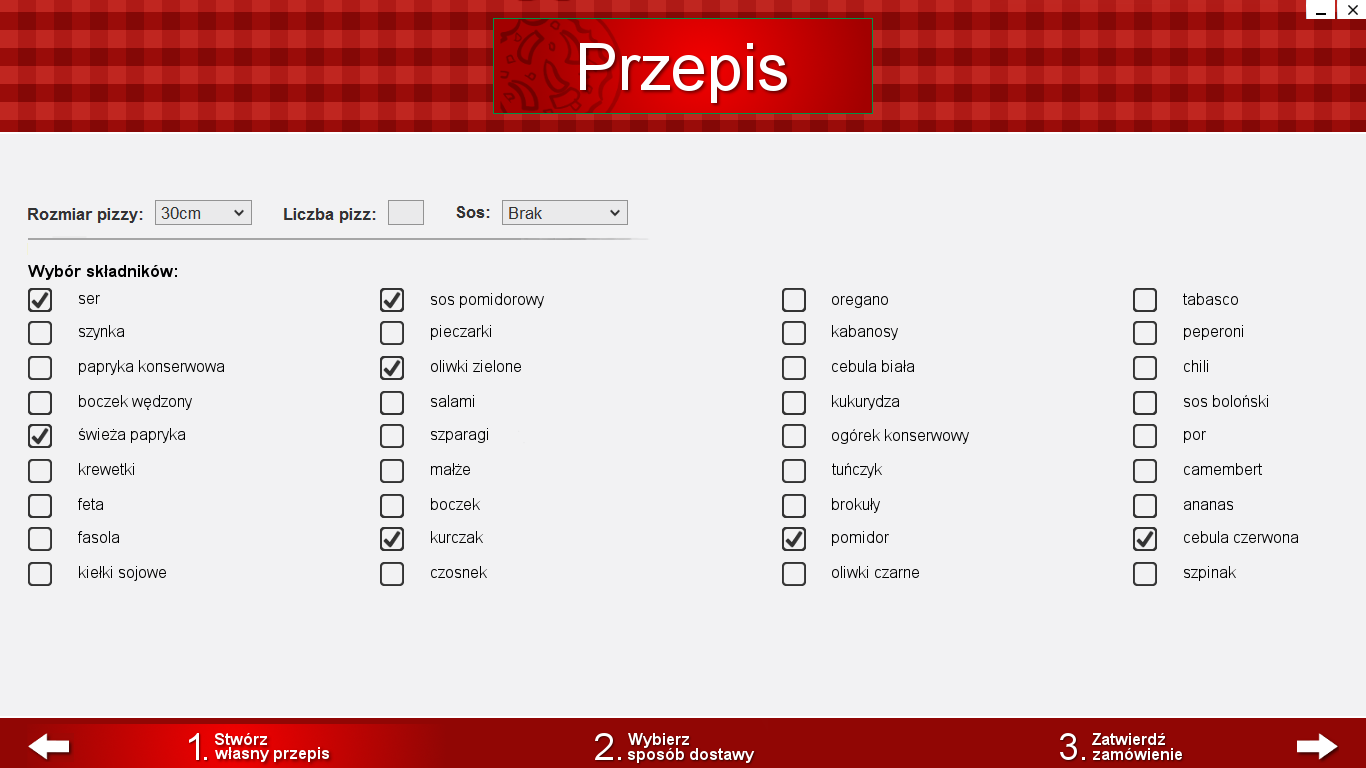 Przepis
Rozmiar pizzy: 30cm Liczba pizz: Sos: Brak
Wybór składników:
ser sos pomidorowy oregano tabasco
szynka pieczarki kabanosy peperoni
papryka konserwowa oliwki zielone cebula biała chili
boczek wędzony salami kukurydza sos boloński
świeża papryka szparagi ogórek konserwowy por
krewetki małże tuńczyk camembert
feta boczek brokuły ananas
fasola kurczak pomidor cebula czerwona
kiełki sojowe czosnek oliwki czarne szpinak
1. Stwórz
własny przepis
2. Wybierz
sposób dostawy
3. Zatwierdź
zamówienie